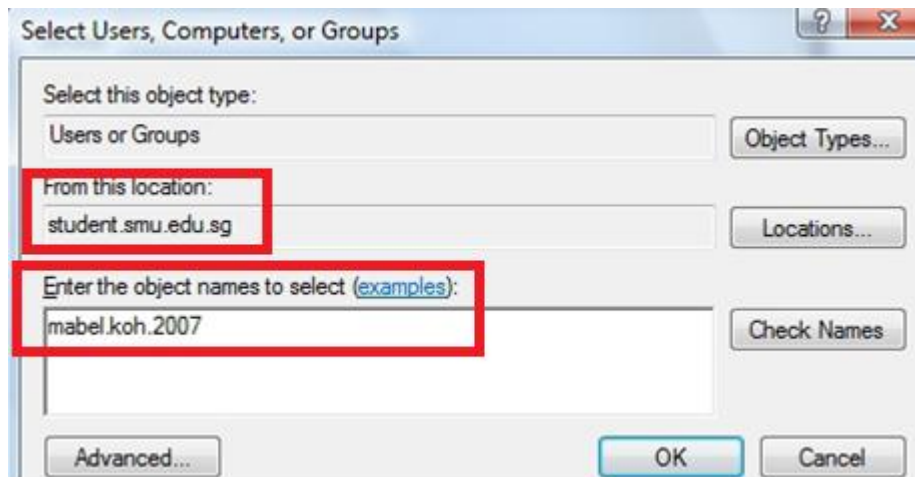 Select Users, Computers, or Groups
Select this object type:
Users or Groups
Object Types...
From this location:
student.smu.edu.sg
Locations...
Enter the object names to select (examples):
mabel.koh.2007
Check Names
Advanced...
OK
Cancel